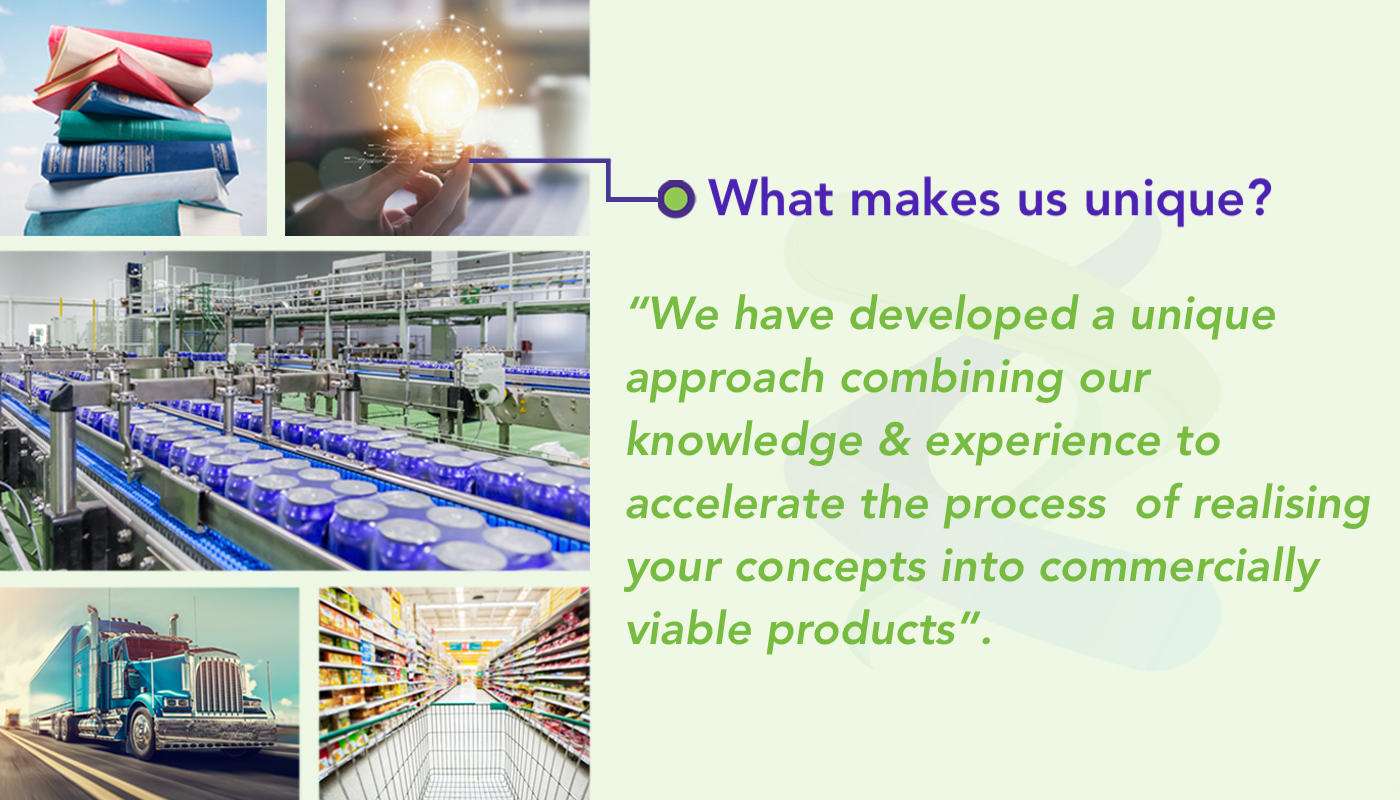 What makes us unique?
“We have developed a unique
approach combining our
knowledge & experience to
accelerate the process  of realising
your concepts into commercially
viable products”.